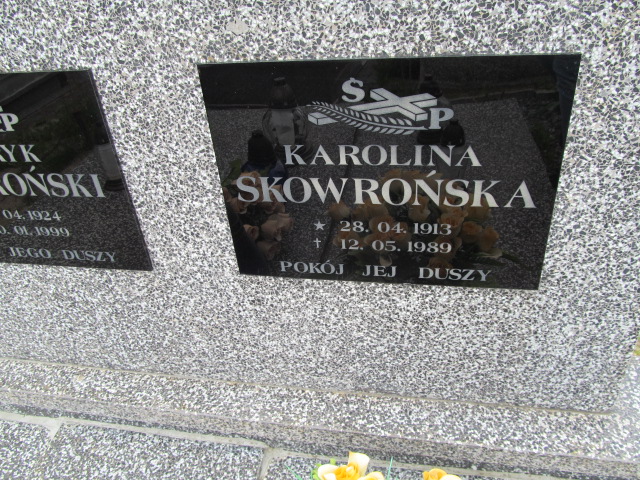 P
YK
OŃSKI
04.1924
0.01.1999
JEGO DUSZY
Ś P
KAROLINA
SKOWROŃSKA
★ 28.04.1913
† 12.05.1989
POKÓJ JEJ DUSZY